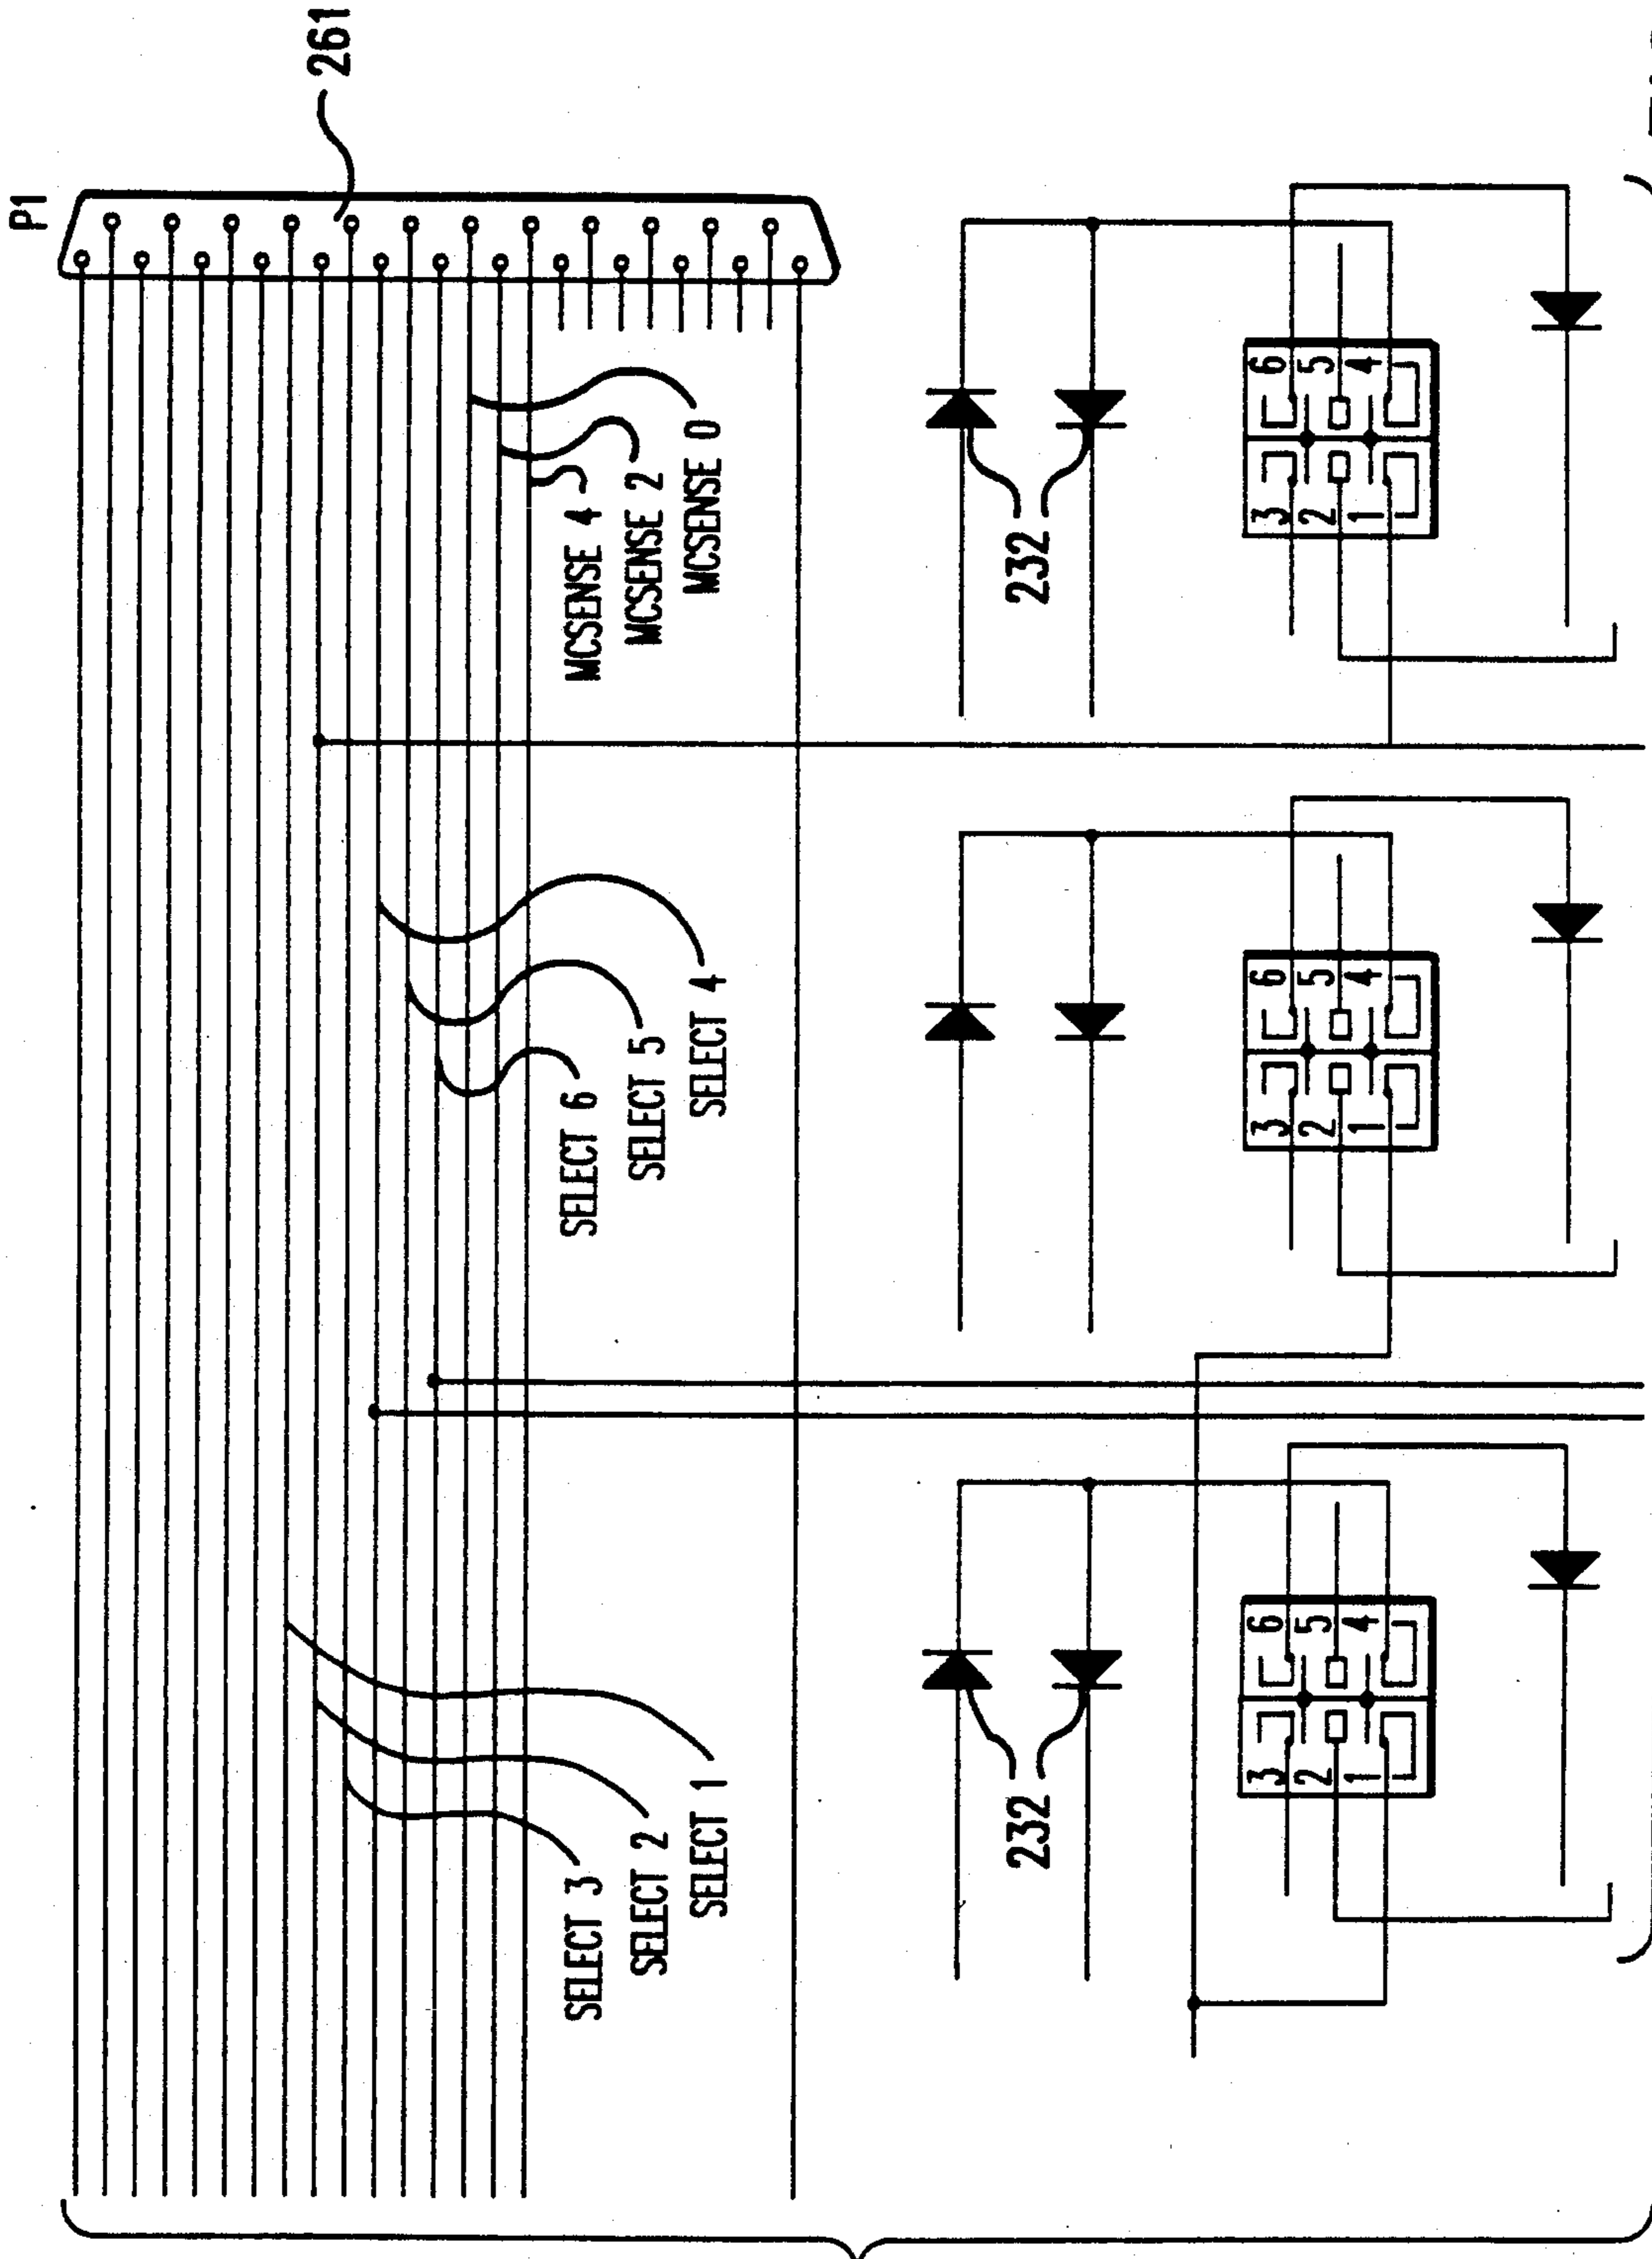 P1
261
MCSENSE 4
MCSENSE 2
MCSENSE 0
SELECT 6
SELECT 5
SELECT 4
SELECT 3
SELECT 2
SELECT 1
232
3 6
2 5
1 4
3 6
2 5
1 4
232
3 6
2 5
1 4